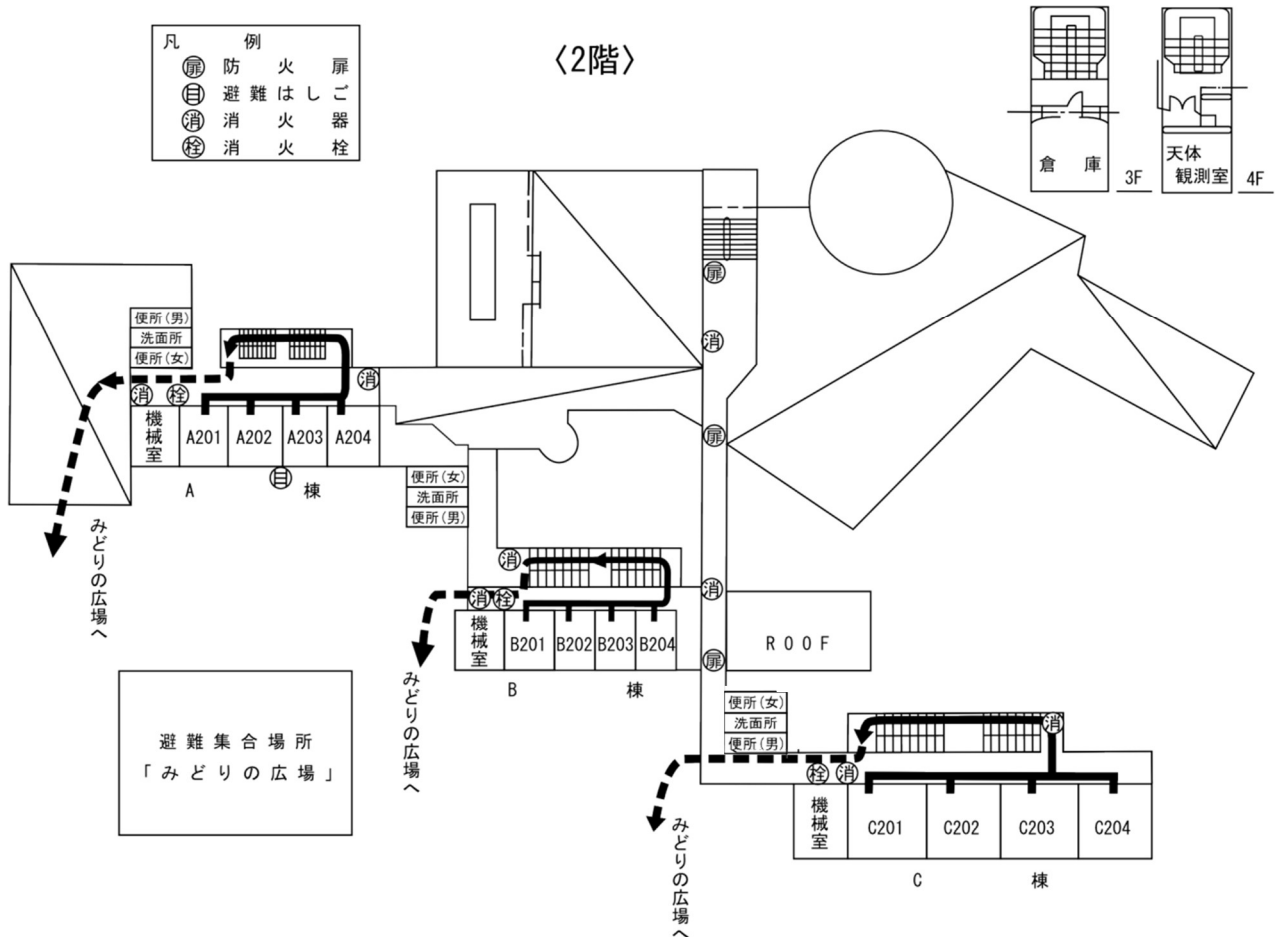 〈2階〉
凡 例
扉 防火扉
目 避難はしご
消 消火器
栓 消火栓
倉庫
3F
天体
観測室
4F
扉
消
便所(男)
洗面所
便所(女)
消
消
栓
機械室
A201
A202
A203
A204
目
A 棟
みどりの広場へ
扉
便所(女)
洗面所
便所(男)
消
消
栓
機械室
B201
B202
B203
B204
B 棟
みどりの広場へ
消
扉
ROOF
避難集合場所
「みどりの広場」
便所(女)
洗面所
便所(男)
消
栓
消
機械室
C201
C202
C203
C204
C 棟
みどりの広場へ